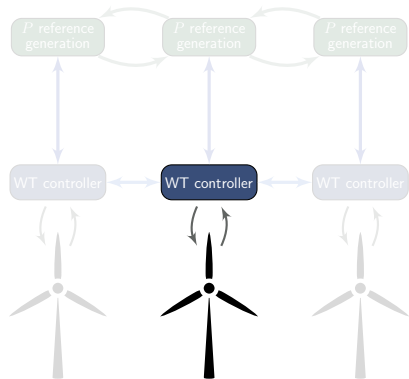 P reference
generation
P reference
generation
P reference
generation
WT controller
WT controller
WT controller